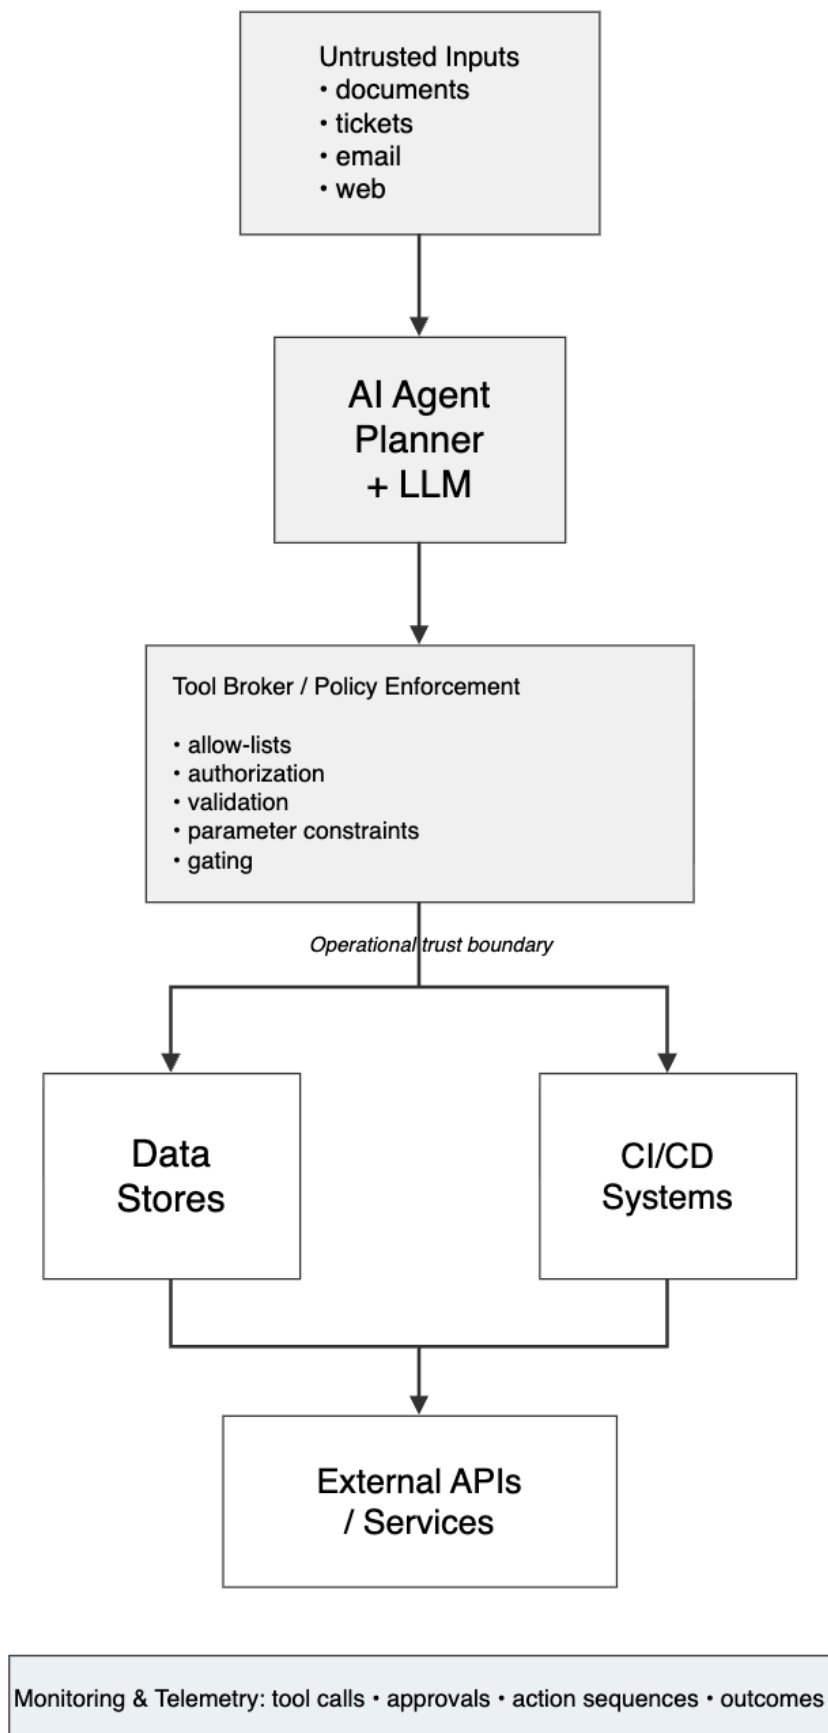 Untrusted Inputs
• documents
• tickets
• email
• web
AI Agent
Planner
+ LLM
Tool Broker / Policy Enforcement
• allow-lists
• authorization
• validation
• parameter constraints
• gating
Operational trust boundary
Data
Stores
CI/CD
Systems
External APIs
/ Services
Monitoring & Telemetry: tool calls • approvals • action sequences • outcomes